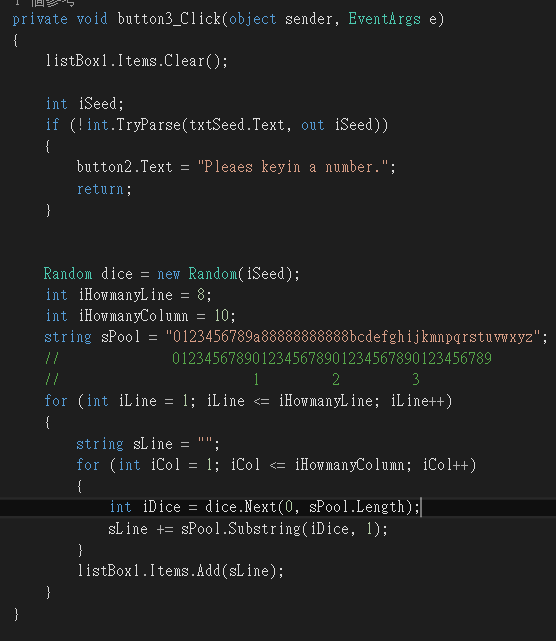 1 個參考
private void button3_Click(object sender, EventArgs e)
{
listBox1.Items.Clear();
int iSeed;
if (!int.TryParse(txtSeed.Text, out iSeed))
{
button2.Text = "Pleaes keyin a number.";
return;
}
Random dice = new Random(iSeed);
int iHowmanyLine = 8;
int iHowmanyColumn = 10;
string sPool = "0123456789a88888888888bcdefghijkmnpqrstuvwxyz";
// 0123456789012345678901234567890123456789
// 1 2 3
for (int iLine = 1; iLine <= iHowmanyLine; iLine++)
{
string sLine = "";
for (int iCol = 1; iCol <= iHowmanyColumn; iCol++)
{
int iDice = dice.Next(0, sPool.Length);
sLine += sPool.Substring(iDice, 1);
}
listBox1.Items.Add(sLine);
}
}